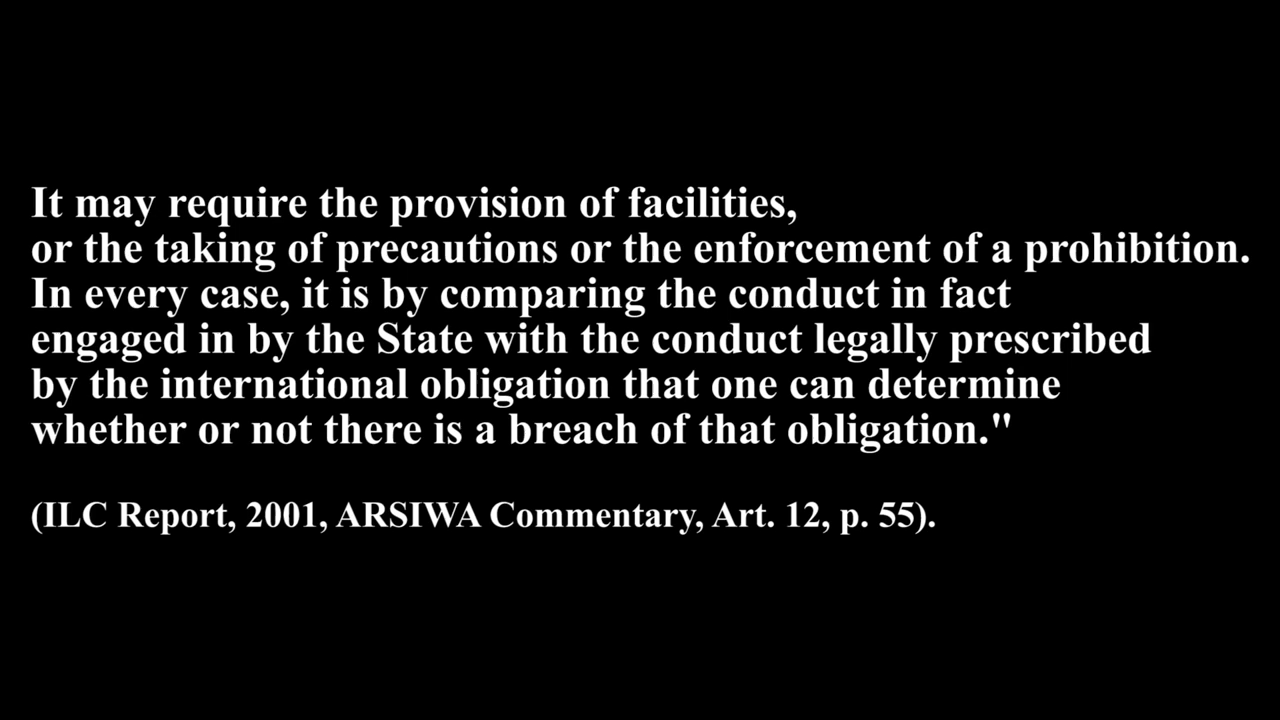 It may require the provision of facilities,
or the taking of precautions or the enforcement of a prohibition.
In every case, it is by comparing the conduct in fact
engaged in by the State with the conduct legally prescribed
by the international obligation that one can determine
whether or not there is a breach of that obligation."
(ILC Report, 2001, ARSIWA Commentary, Art. 12, p. 55).